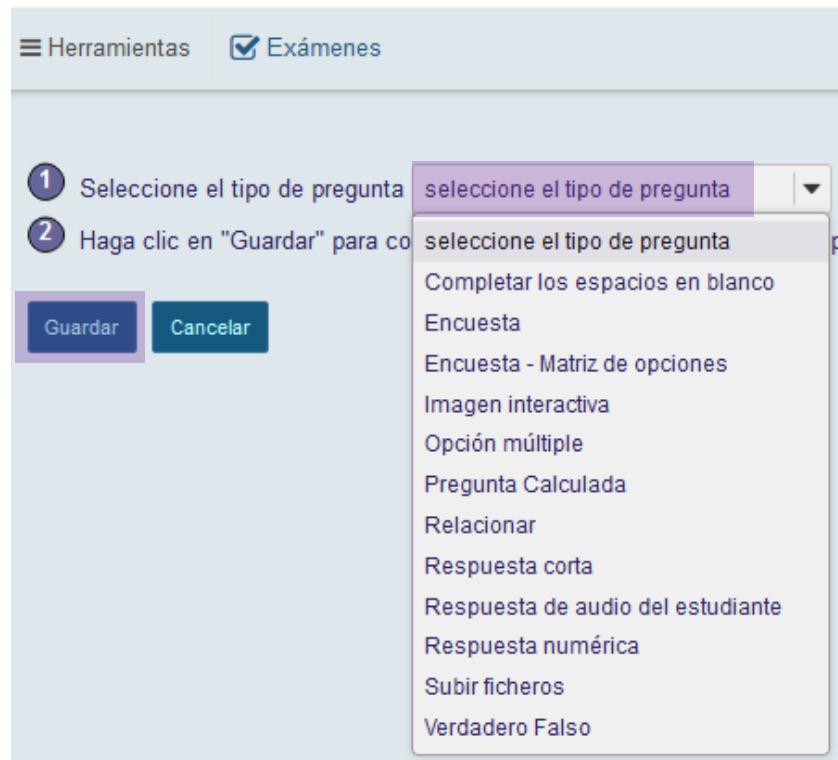 Herramientas Exámenes
1 Seleccione el tipo de pregunta seleccione el tipo de pregunta
2 Haga clic en "Guardar" para co seleccione el tipo de pregunta
Completar los espacios en blanco
Guardar Cancelar Encuesta
Encuesta - Matriz de opciones
Imagen interactiva
Opción múltiple
Pregunta Calculada
Relacionar
Respuesta corta
Respuesta de audio del estudiante
Respuesta numérica
Subir ficheros
Verdadero Falso